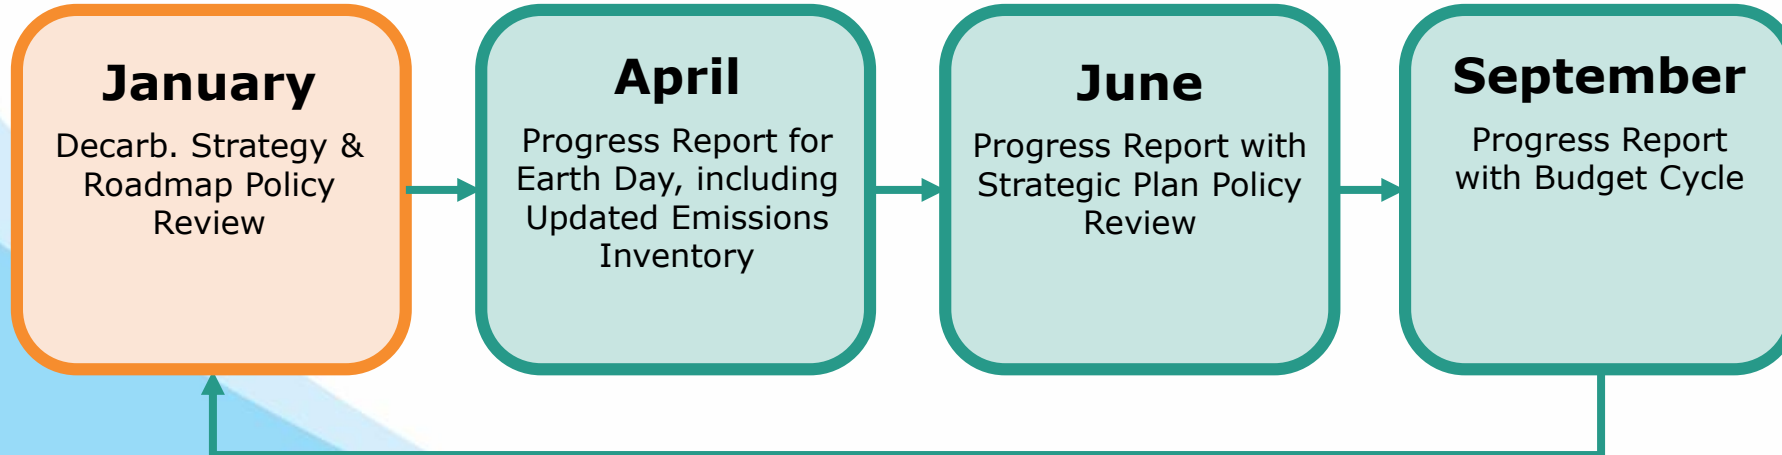 January
Decarb. Strategy &
Roadmap Policy
Review
April
Progress Report for
Earth Day, including
Updated Emissions
Inventory
June
Progress Report with
Strategic Plan Policy
Review
September
Progress Report
with Budget Cycle